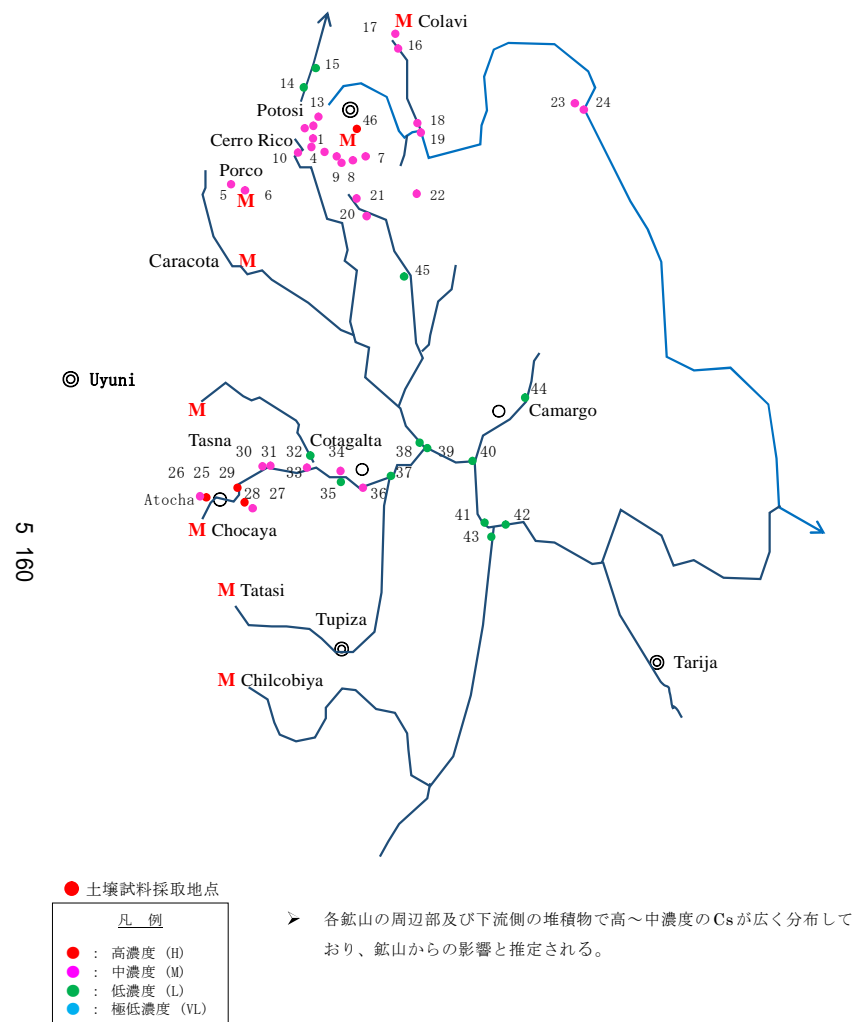 17 M Colavi
16
15
14
Potosi 13
46 M
18
19
23 24
Cerro Rico 1
10 4 9 8 7
Porco
5 6
M
21
20
22
Caracota M
45
◎ Uyuni
M
44
Camargo
Tasna Cotagalta
30 31 32 34 38 39 40
33
26 25 29 37
28 27 35 36
Atocha
41 42
43
M Chocaya
M Tatasi
Tupiza
Tarija
M Chilcobiya
5 160
● 土壌試料採取地点
凡 例
● : 高濃度 (H)
● : 中濃度 (M)
● : 低濃度 (L)
● : 極低濃度 (VL)
➢ 各鉱山の周辺部及び下流側の堆積物で高～中濃度のCsが広く分布して
おり、鉱山からの影響と推定される。